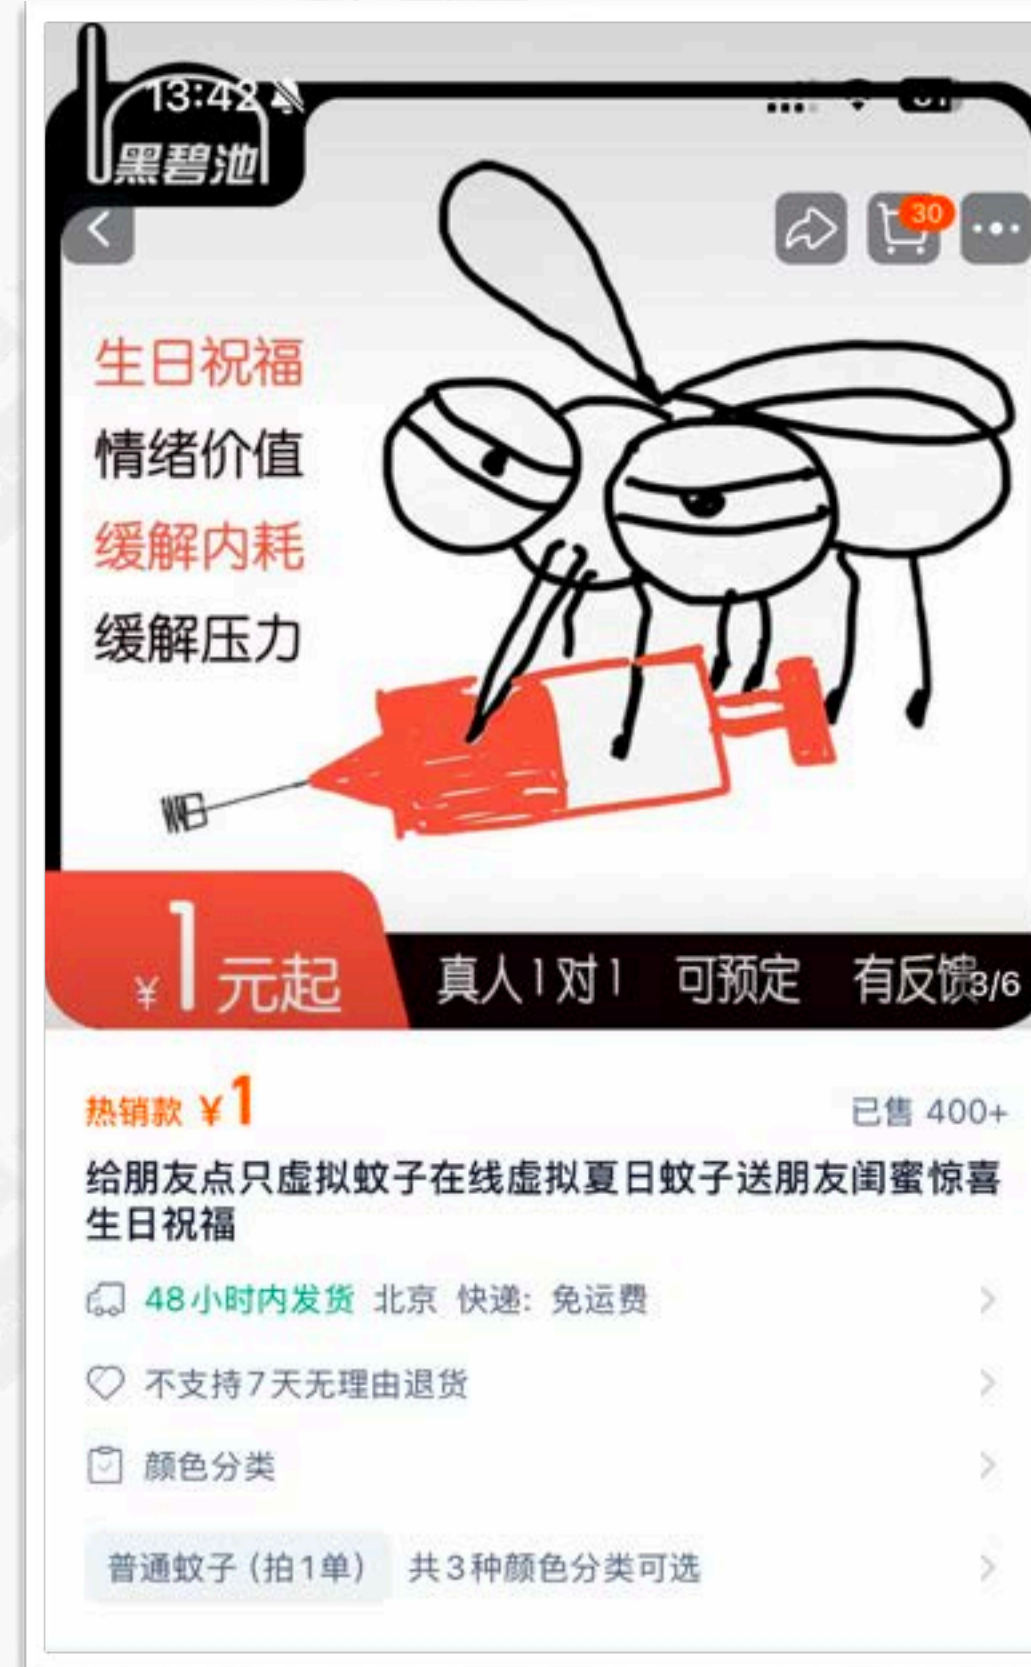 13:42
黑碧池
30
生日祝福
情绪价值
缓解内耗
缓解压力
¥1元起 真人1对1 可预定 有反馈 3/6
热销款 ¥1 已售 400+
给朋友点只虚拟蚊子在线虚拟夏日蚊子送朋友闺蜜惊喜
生日祝福
48小时内发货 北京 快递: 免运费
不支持7天无理由退货
颜色分类
普通蚊子(拍1单) 共3种颜色分类可选